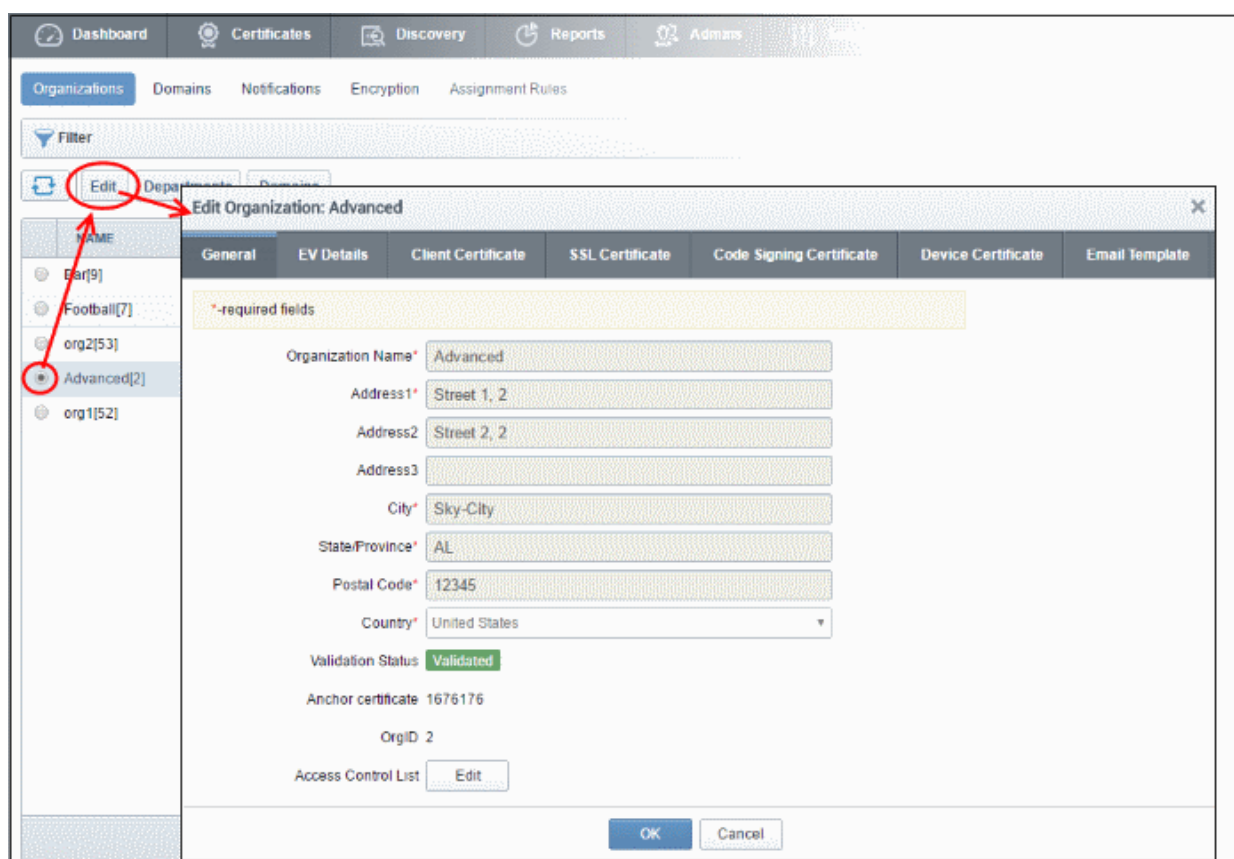 Dashboard Certificates Discovery Reports Admins
Organizations Domains Notifications Encryption Assignment Rules
Filter
Edit Departments Domains
NAME
Bar[9]
Football[7]
org2[53]
Advanced[2]
org1[52]
Edit Organization: Advanced
General EV Details Client Certificate SSL Certificate Code Signing Certificate Device Certificate Email Template
*-required fields
Organization Name* Advanced
Address1* Street 1, 2
Address2 Street 2, 2
Address3
City* Sky-City
State/Province* AL
Postal Code* 12345
Country* United States
Validation Status Validated
Anchor certificate 1676176
OrgID 2
Access Control List Edit
OK Cancel